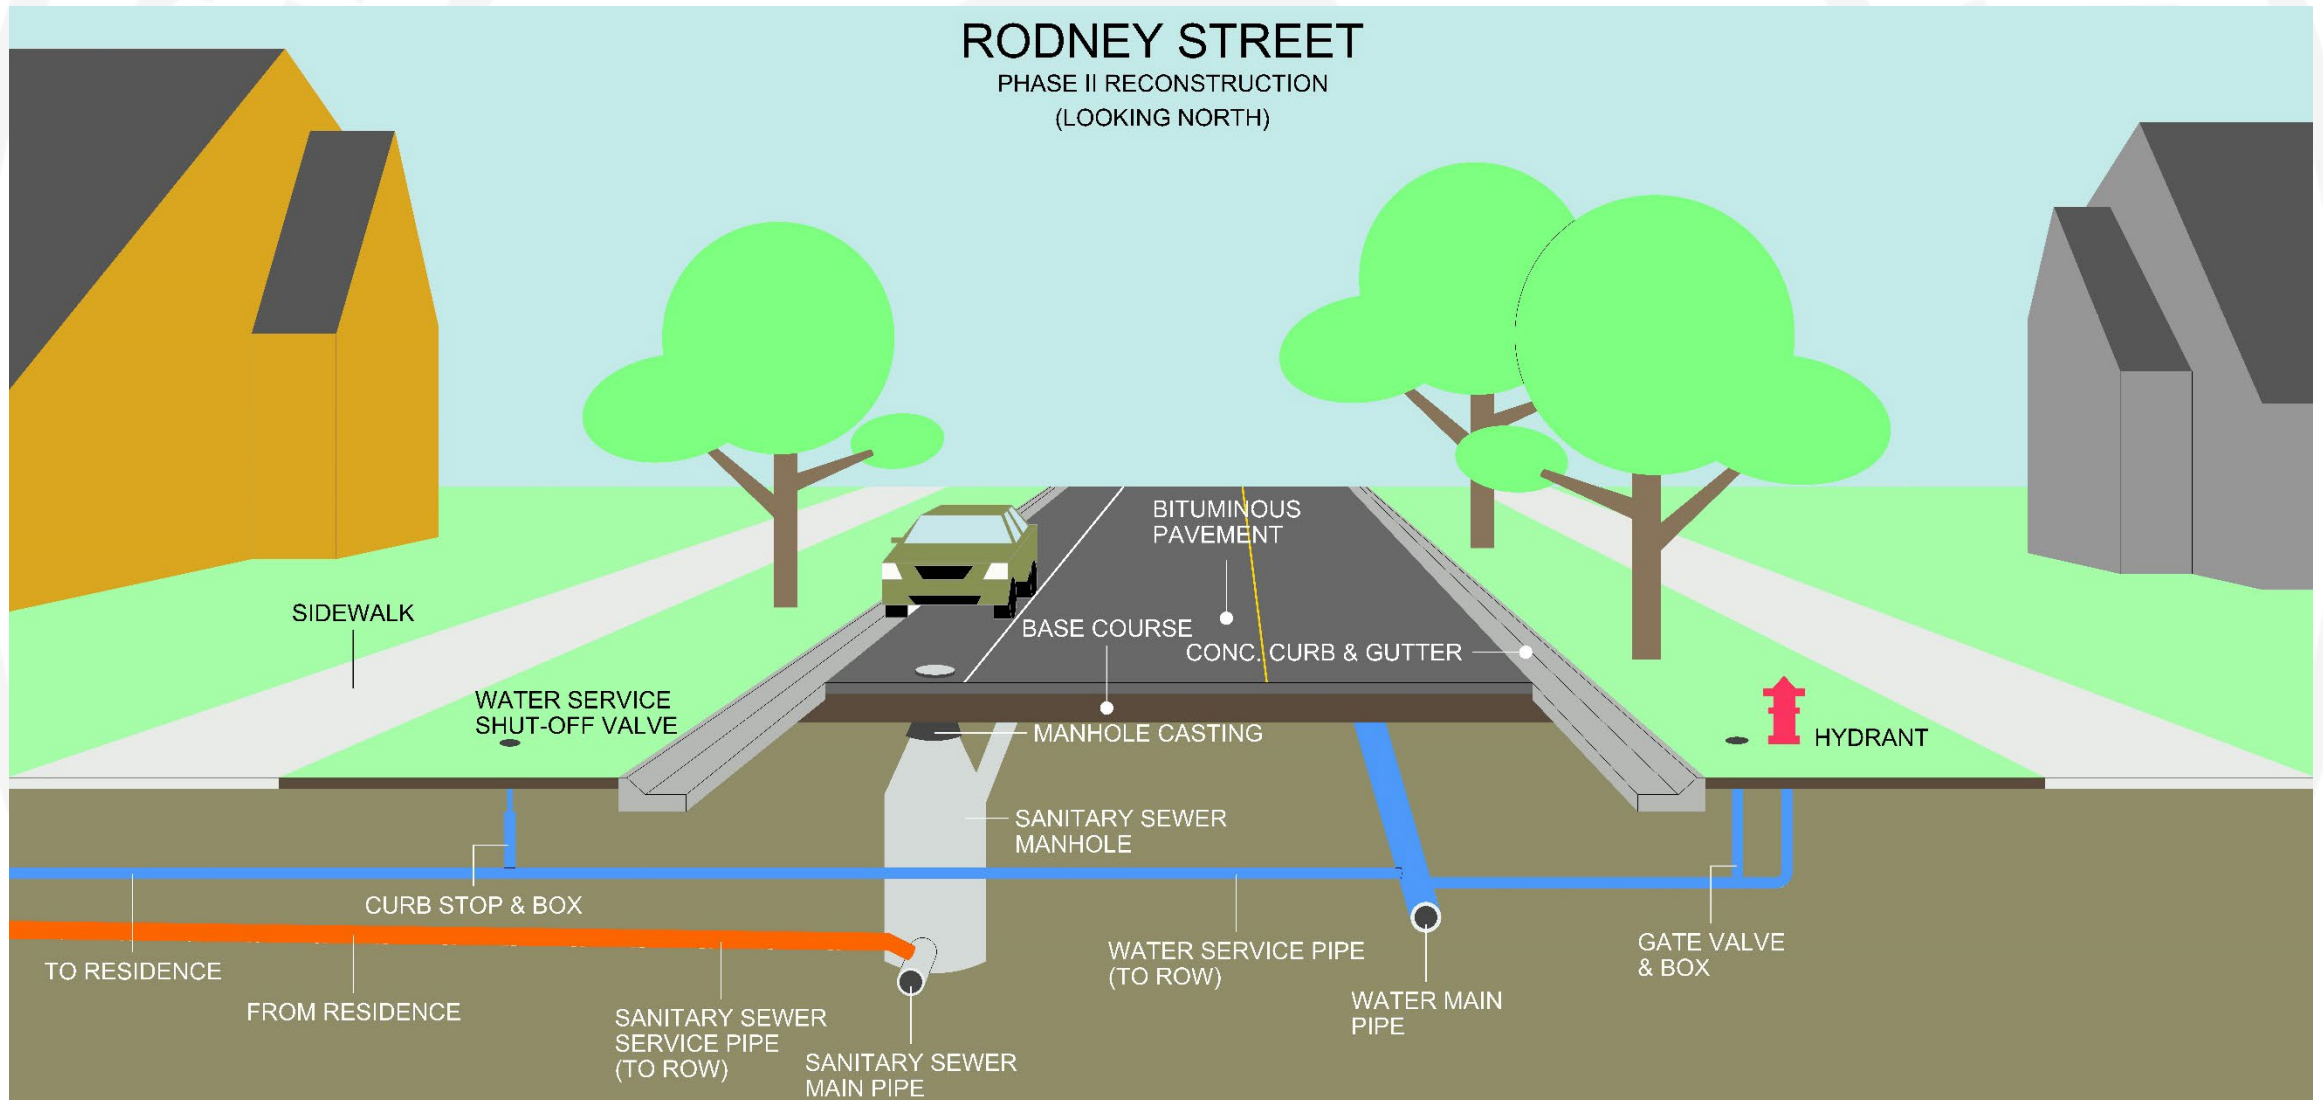 RODNEY STREET
PHASE II RECONSTRUCTION
(LOOKING NORTH)
BITUMINOUS
PAVEMENT
SIDEWALK
BASE COURSE
CONC. CURB & GUTTER
WATER SERVICE
SHUT-OFF VALVE
MANHOLE CASTING
HYDRANT
SANITARY SEWER
MANHOLE
CURB STOP & BOX
TO RESIDENCE
FROM RESIDENCE
SANITARY SEWER
SERVICE PIPE
(TO ROW)
SANITARY SEWER
MAIN PIPE
WATER SERVICE PIPE
(TO ROW)
WATER MAIN
PIPE
GATE VALVE
& BOX